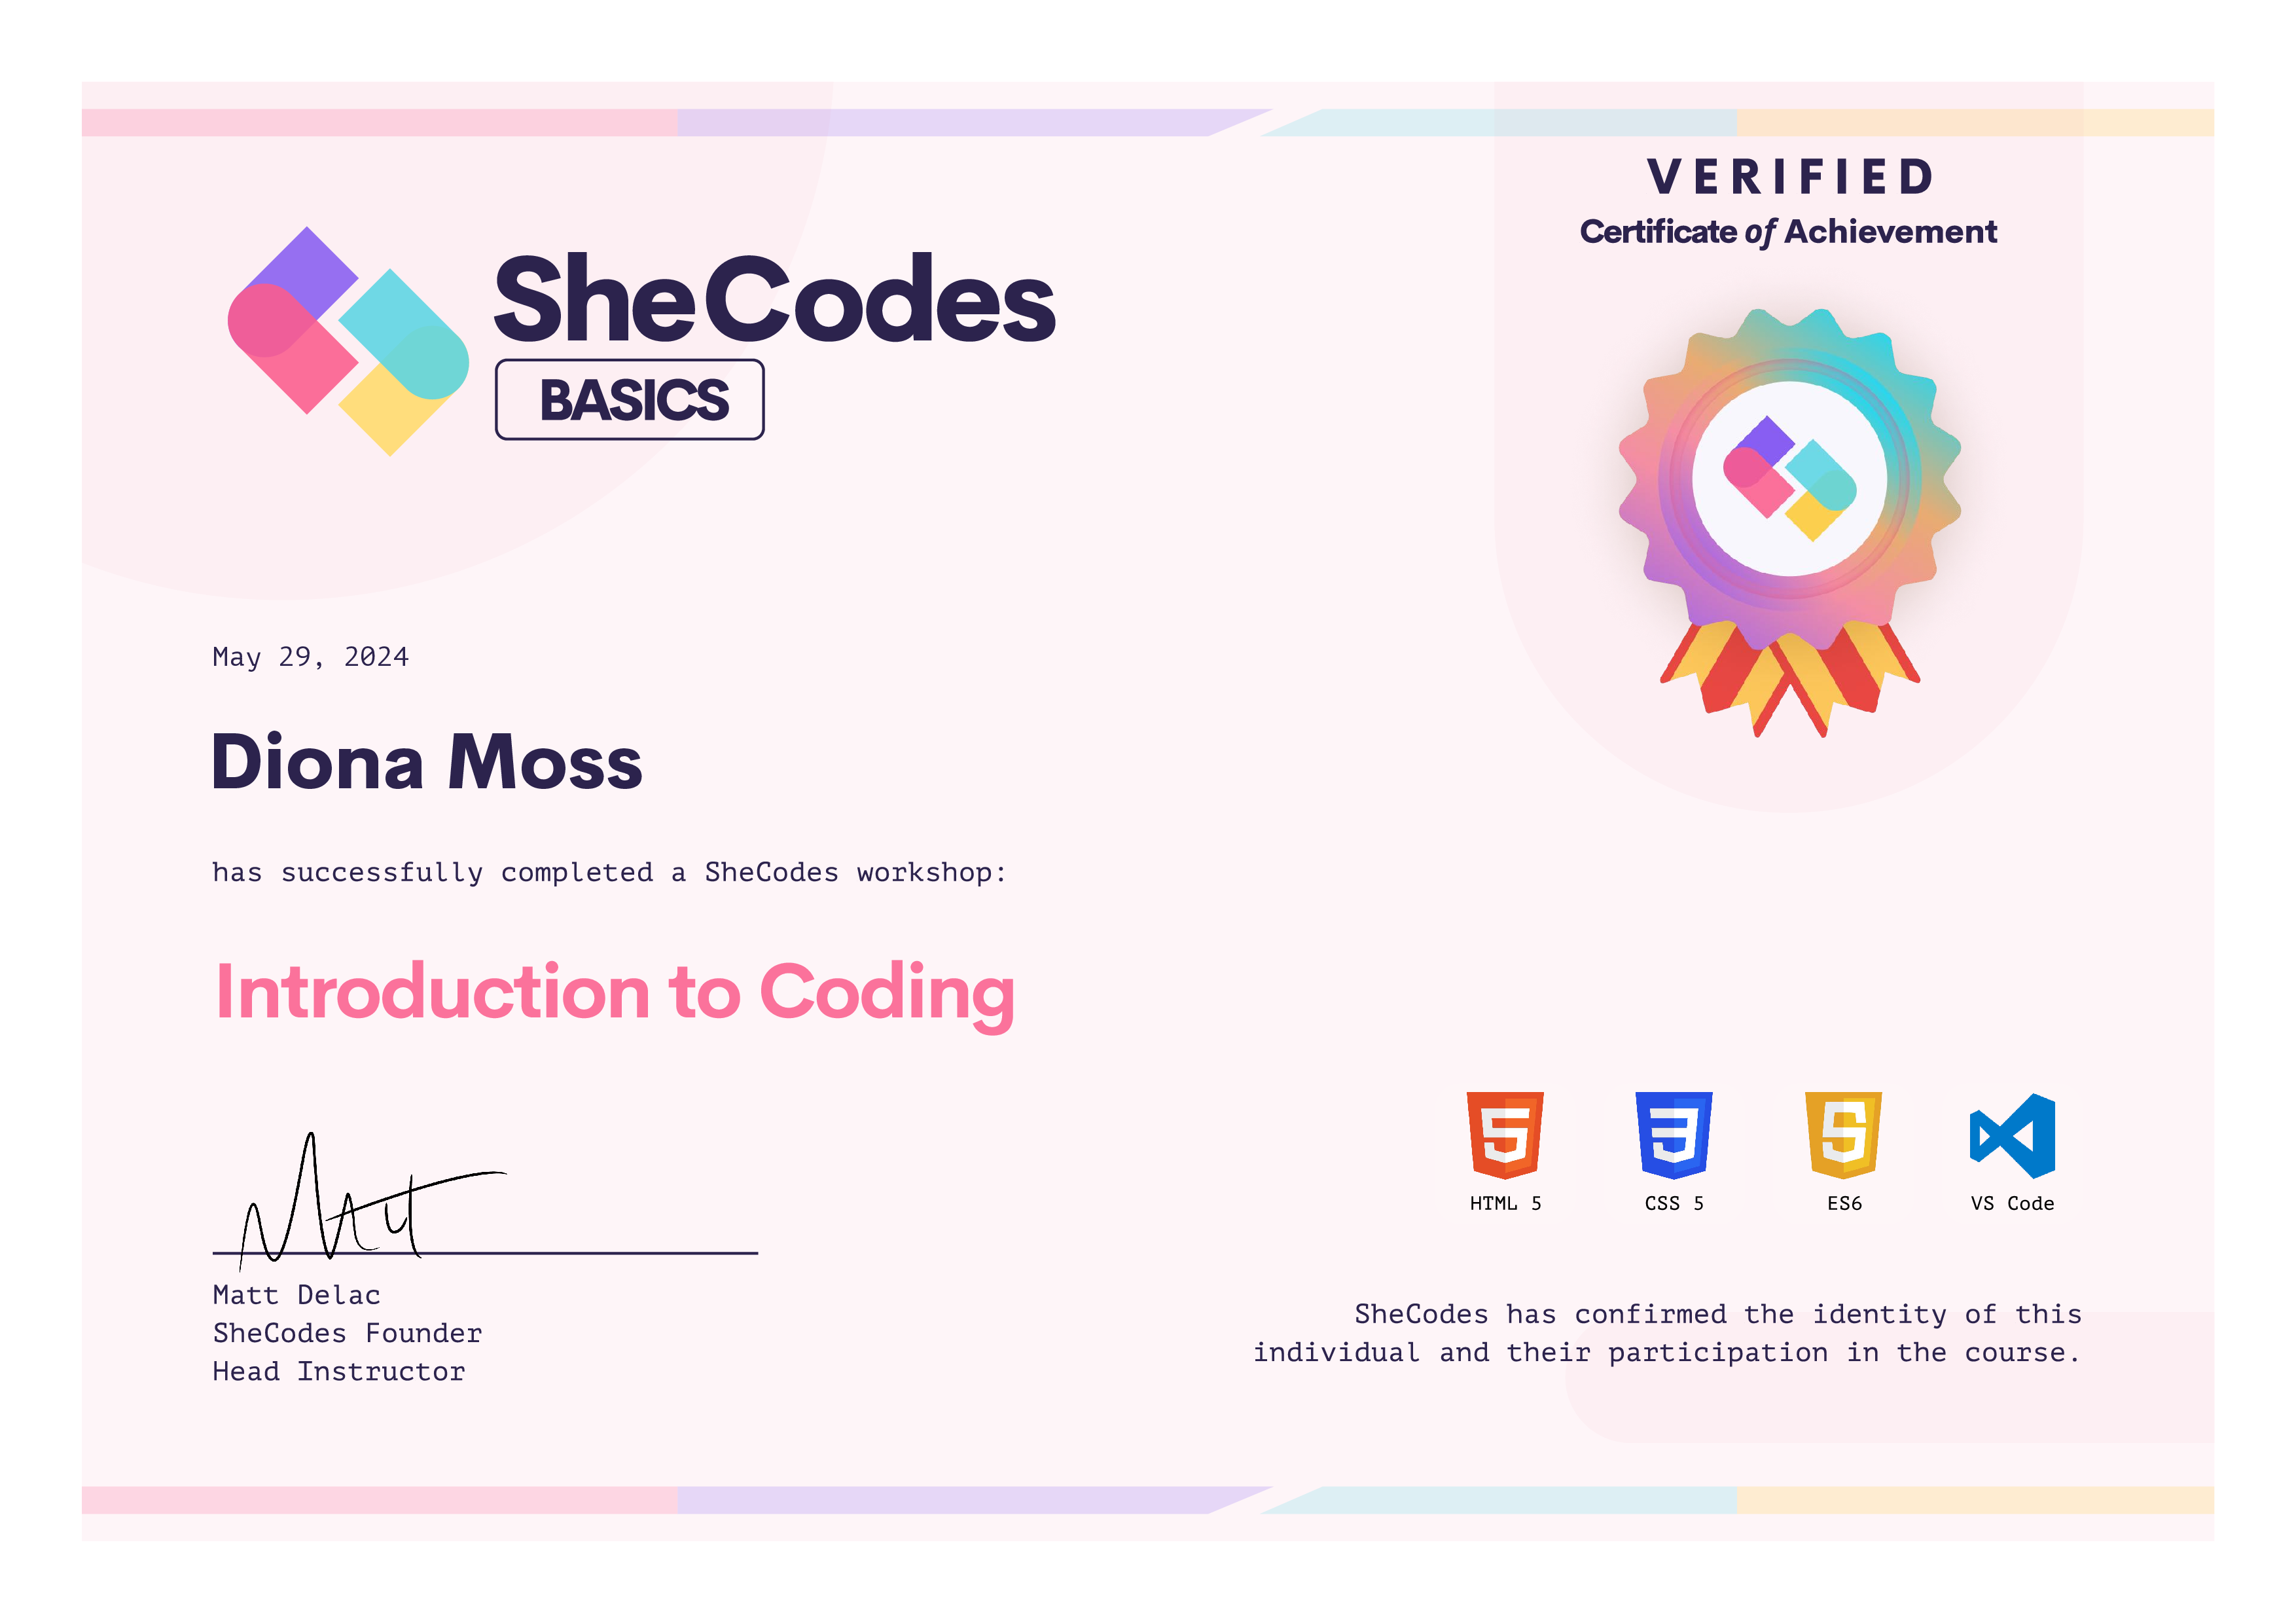 VERIFIED
Certificate of Achievement
SheCodes
BASICS
May 29, 2024
Diona Moss
has successfully completed a SheCodes workshop:
Introduction to Coding
HTML 5
CSS 5
ES6
VS Code
Matt
Matt Delac
SheCodes Founder
Head Instructor
SheCodes has confirmed the identity of this
individual and their participation in the course.